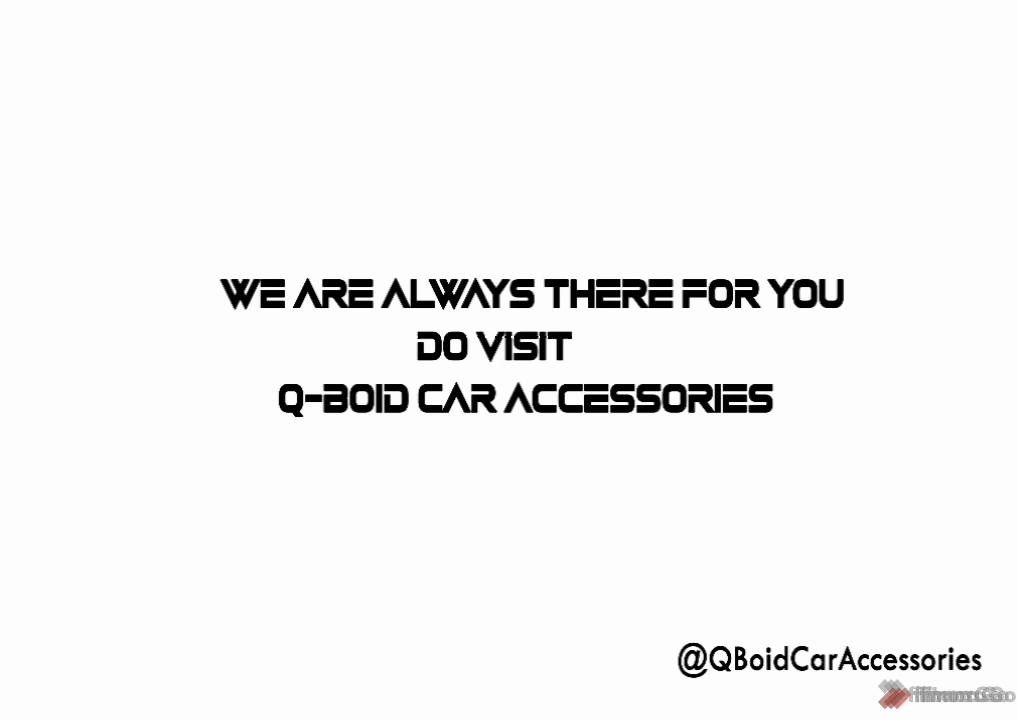 WE ARE ALWAYS THERE FOR YOU
DO VISIT
Q-BOID CAR ACCESSORIES
@QBoidCarAccessories